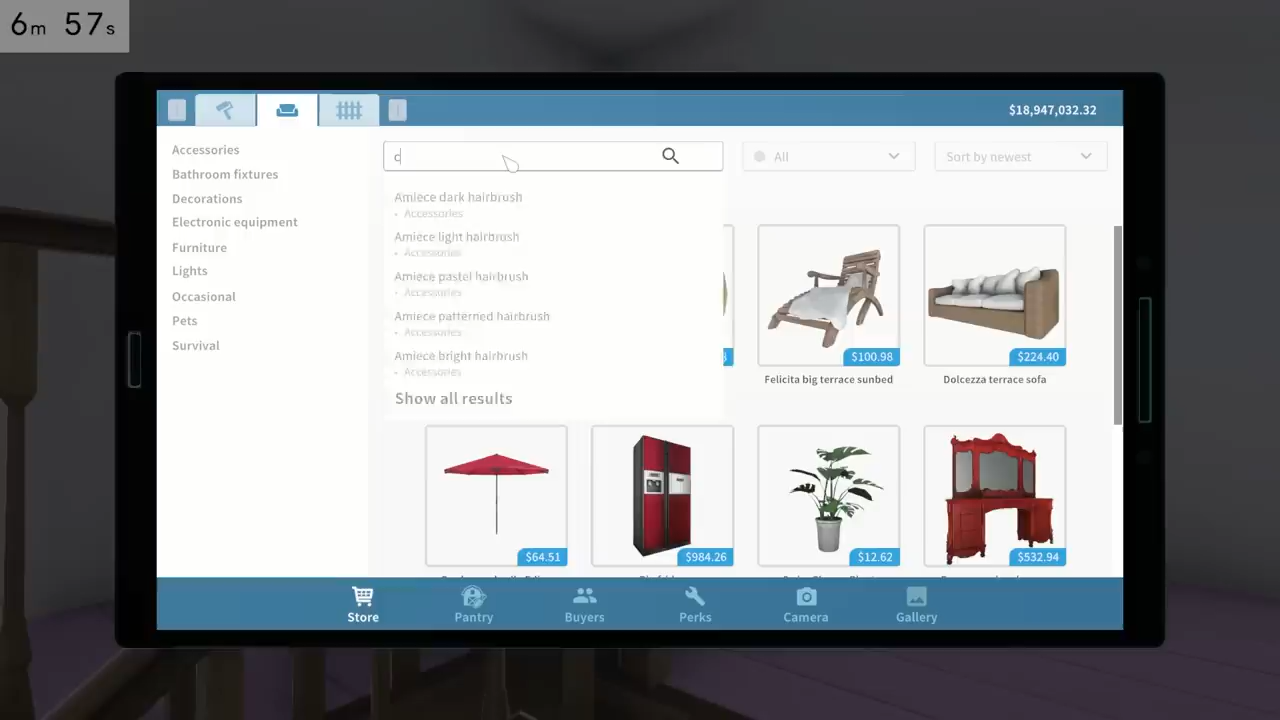 6m 57s
$18,947,032.32
Accessories
Bathroom fixtures
Decorations
Electronic equipment
Furniture
Lights
Occasional
Pets
Survival
c
All
Sort by newest
Amiece dark hairbrush
- Accessories
Amiece light hairbrush
- Accessories
Amiece pastel hairbrush
- Accessories
Amiece patterned hairbrush
- Accessories
Amiece bright hairbrush
- Accessories
Show all results
$100.98
$224.40
Felicita big terrace sunbed
Dolcezza terrace sofa
$64.51
$984.26
$12.62
$532.94
Store
Pantry
Buyers
Perks
Camera
Gallery